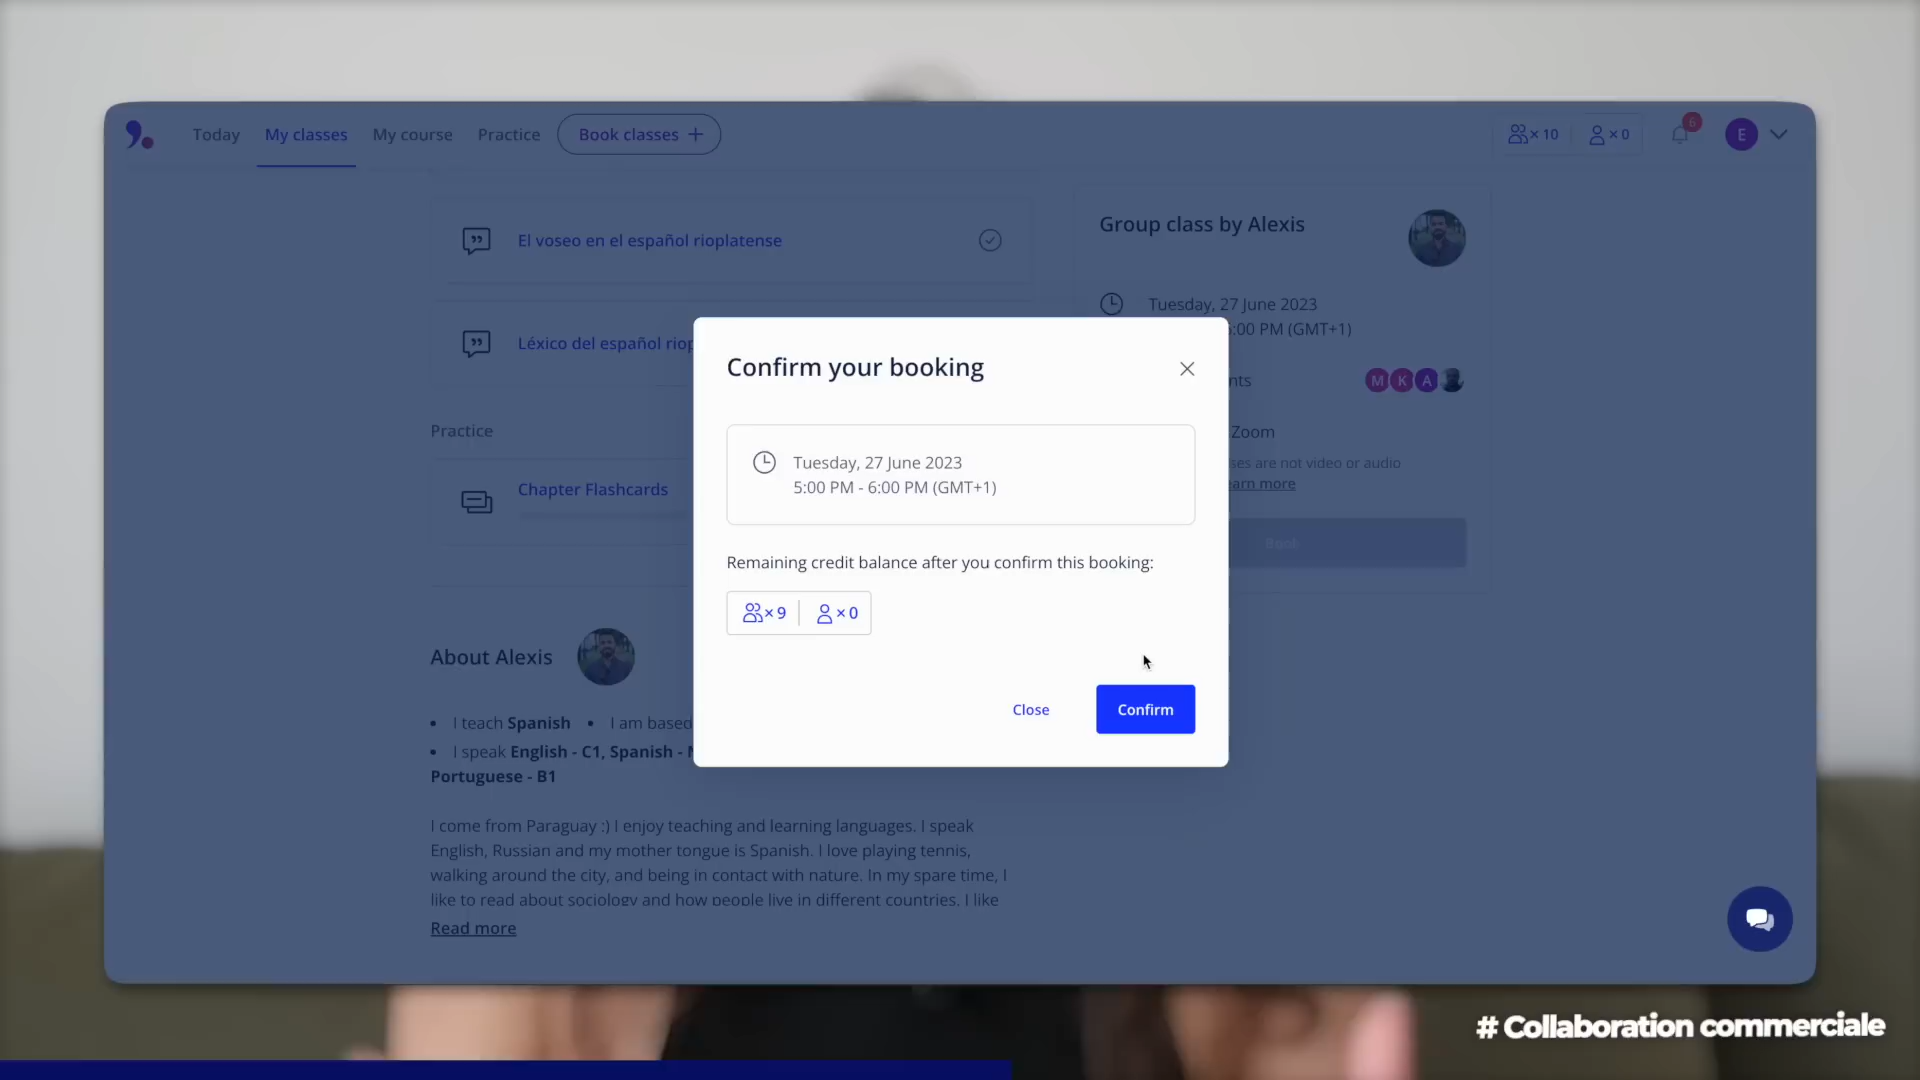 Today
My classes
My course
Practice
Book classes +
× 10
× 0
6
E
El voseo en el español rioplatense
Group class by Alexis
Tuesday, 27 June 2023
:00 PM (GMT+1)
Léxico del español riop
nts
M K A
Zoom
ses are not video or audio
earn more
Book
Practice
Chapter Flashcards
Confirm your booking
Tuesday, 27 June 2023
5:00 PM - 6:00 PM (GMT+1)
Remaining credit balance after you confirm this booking:
× 9
× 0
Close
Confirm
About Alexis
• I teach Spanish • I am based
• I speak English - C1, Spanish - N
Portuguese - B1
I come from Paraguay :) I enjoy teaching and learning languages. I speak
English, Russian and my mother tongue is Spanish. I love playing tennis,
walking around the city, and being in contact with nature. In my spare time, I
like to read about sociology and how people live in different countries. I like
Read more
# Collaboration commerciale